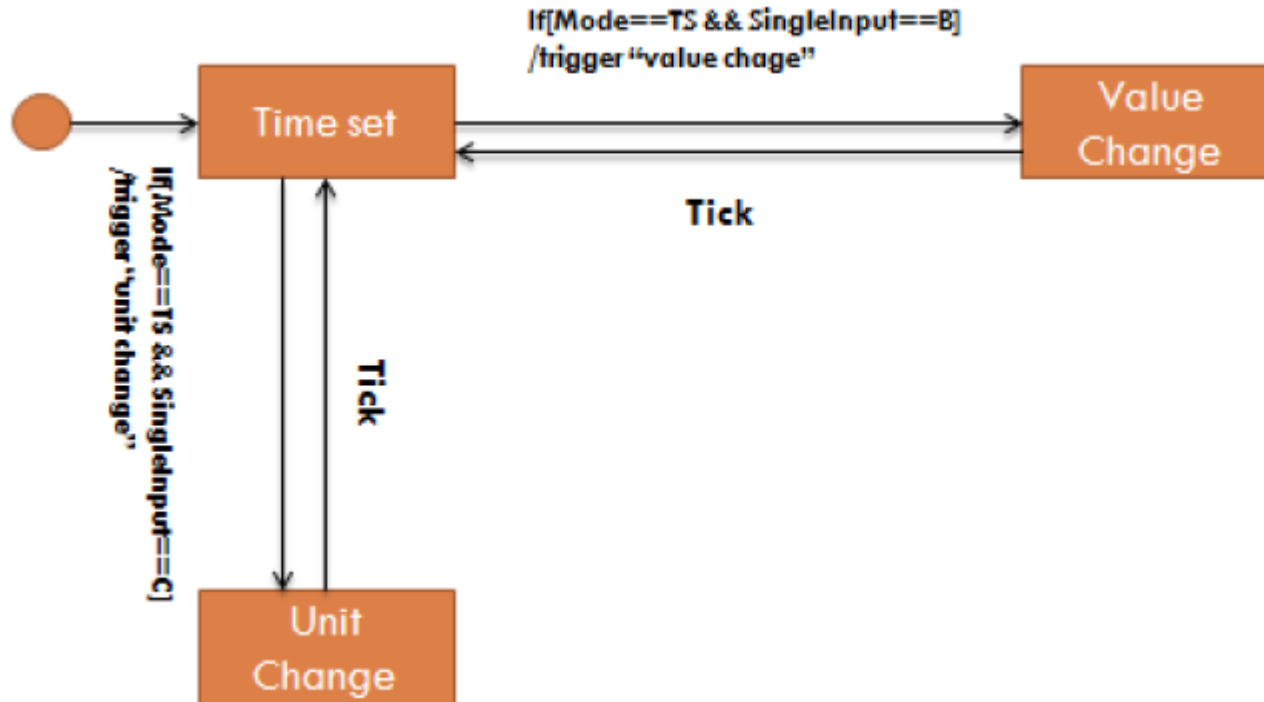 If[Mode==TS && SingleInput==B]
/trigger “value chage”
Time set
Value
Change
Tick
If[Mode==TS && SingleInput==C]
/trigger “unit change”
Tick
Unit
Change